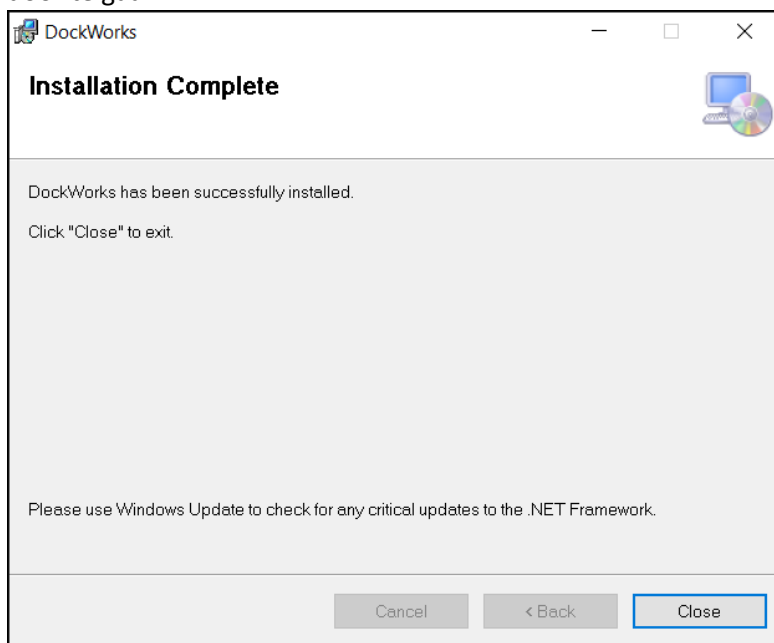 DockWorks
Installation Complete
DockWorks has been successfully installed.
Click "Close" to exit.
Please use Windows Update to check for any critical updates to the .NET Framework.
Cancel
< Back
Close